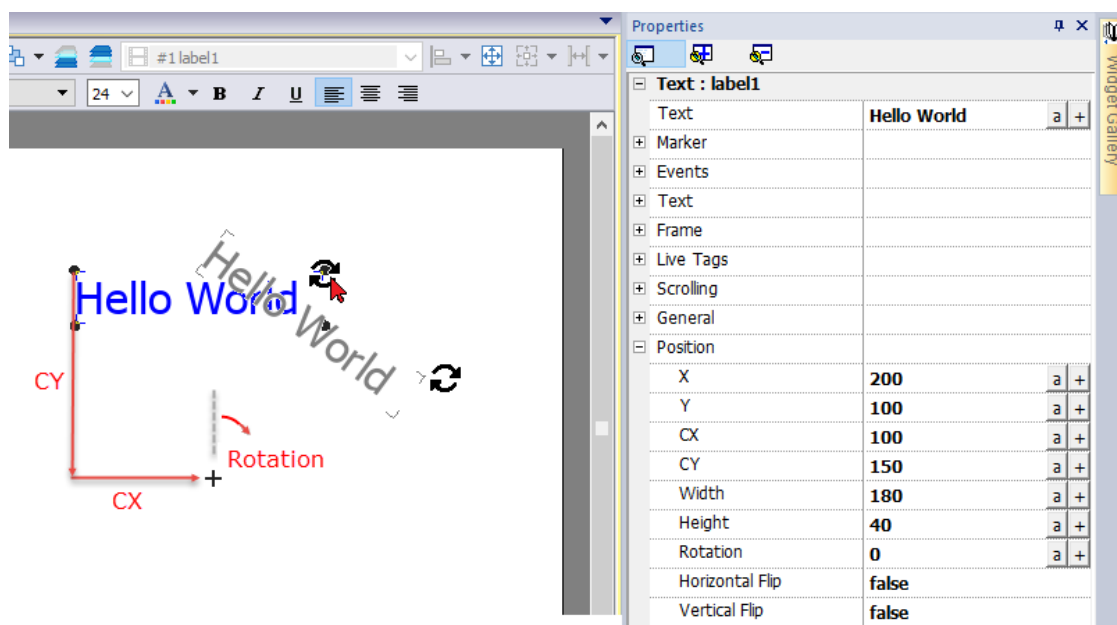 Properties
#1 label1
24
B I U
Widget Gallery
Text : label1
Text Hello World a +
Marker
Events
Text
Frame
Live Tags
Scrolling
General
Position
X 200 a +
Y 100 a +
CX 100 a +
CY 150 a +
Width 180 a +
Height 40 a +
Rotation 0 a +
Horizontal Flip false
Vertical Flip false
Hello World
Hello World
CY
Rotation
CX